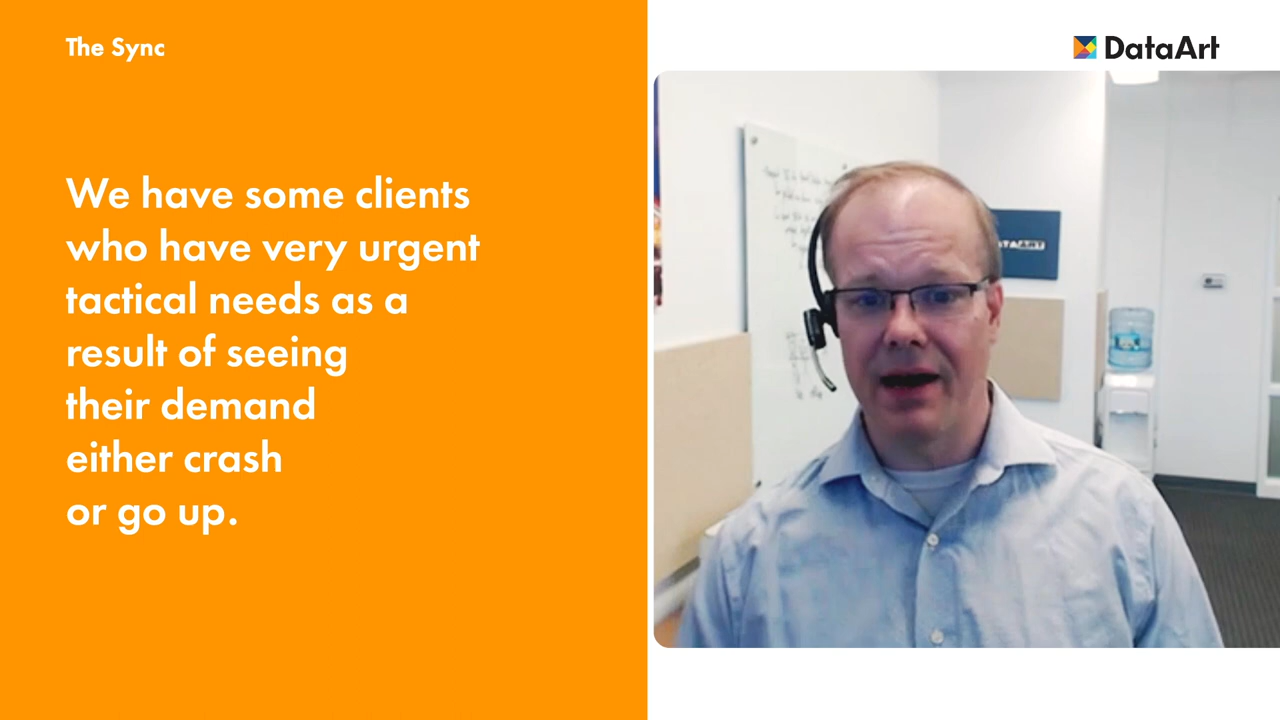 The Sync
We have some clients
who have very urgent
tactical needs as a
result of seeing
their demand
either crash
or go up.
DataArt